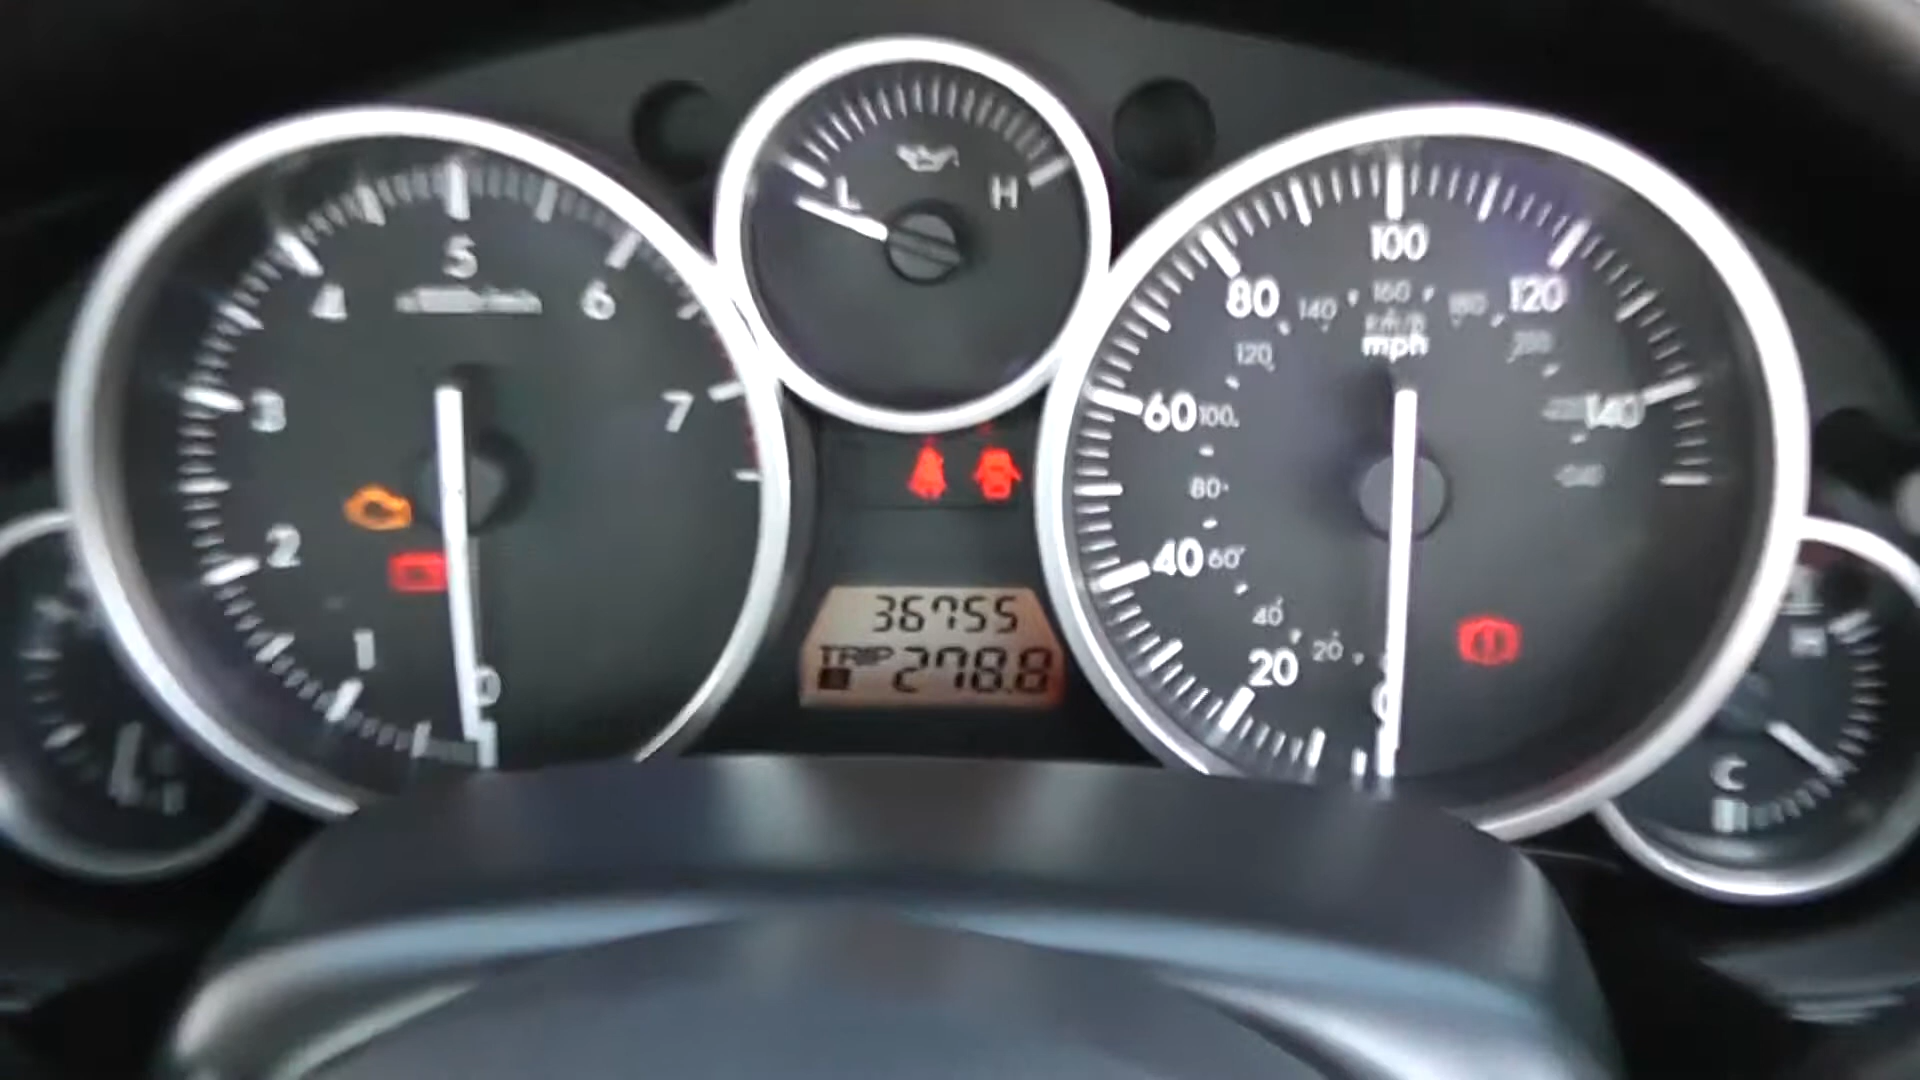 L H
0 1 2 3 4 5 6 7
0 20 40 60 80 100 120 140
mph
km/h
20 40 60 80 100 120 140 160 180
36755
TRIP 278.8
C H